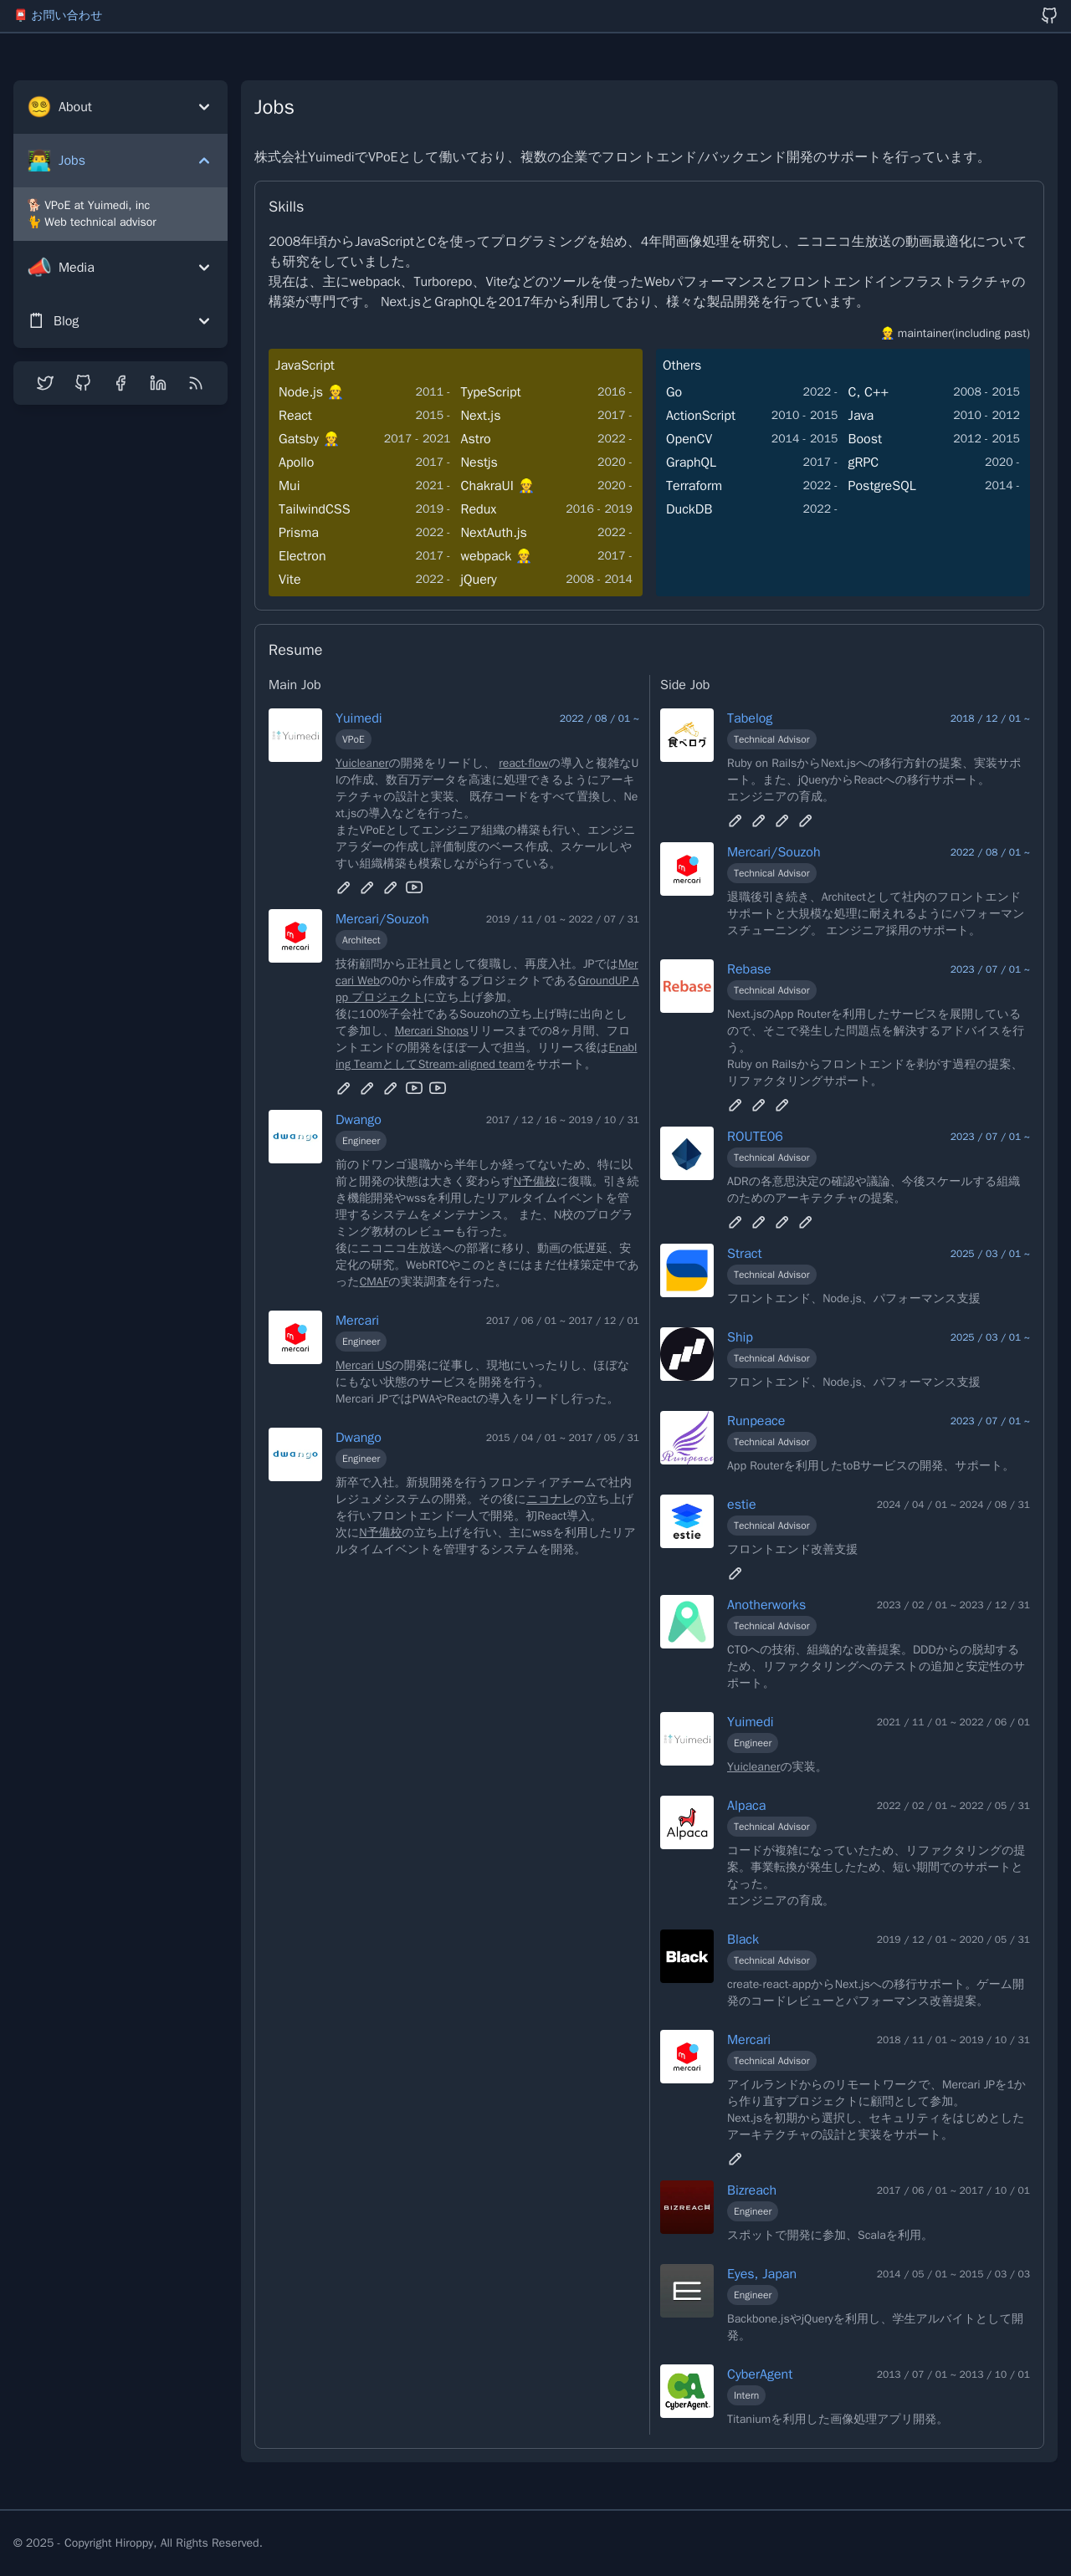 お問い合わせ
About
Jobs
VPoE at Yuimedi, inc
Web technical advisor
Media
Blog
Jobs
株式会社YuimediでVPoEとして働いており、複数の企業でフロントエンド/バックエンド開発のサポートを行っています。
Skills
2008年頃からJavaScriptとCを使ってプログラミングを始め、4年間画像処理を研究し、ニコニコ生放送の動画最適化について
も研究をしていました。
現在は、主にwebpack、Turborepo、Viteなどのツールを使ったWebパフォーマンスとフロントエンドインフラストラクチャの
構築が専門です。 Next.jsとGraphQLを2017年から利用しており、様々な製品開発を行っています。
👷 maintainer(including past)
JavaScript
Node.js 👷 2011 - TypeScript 2016 -
React 2015 - Next.js 2017 -
Gatsby 👷 2017 - 2021 Astro 2022 -
Apollo 2017 - Nestjs 2020 -
Mui 2021 - ChakraUI 👷 2020 -
TailwindCSS 2019 - Redux 2016 - 2019
Prisma 2022 - NextAuth.js 2022 -
Electron 2017 - webpack 👷 2017 -
Vite 2022 - jQuery 2008 - 2014
Others
Go 2022 - C, C++ 2008 - 2015
ActionScript 2010 - 2015 Java 2010 - 2012
OpenCV 2014 - 2015 Boost 2012 - 2015
GraphQL 2017 - gRPC 2020 -
Terraform 2022 - PostgreSQL 2014 -
DuckDB 2022 -
Resume
Main Job
Yuimedi
Yuimedi 2022 / 08 / 01 ~
VPoE
Yuicleanerの開発をリードし、 react-flowの導入と複雑なU
Iの作成、数百万データを高速に処理できるようにアーキ
テクチャの設計と実装、 既存コードをすべて置換し、Ne
xt.jsの導入などを行った。
またVPoEとしてエンジニア組織の構築も行い、エンジニ
アラダーの作成し評価制度のベース作成、スケールしや
すい組織構築も模索しながら行っている。
mercari
Mercari/Souzoh 2019 / 11 / 01 ~ 2022 / 07 / 31
Architect
技術顧問から正社員として復職し、再度入社。JPではMer
cari Webの0から作成するプロジェクトであるGroundUP A
pp プロジェクトに立ち上げ参加。
後に100%子会社であるSouzohの立ち上げ時に出向とし
て参加し、Mercari Shopsリリースまでの8ヶ月間、フロ
ントエンドの開発をほぼ一人で担当。リリース後はEnabl
ing TeamとしてStream-aligned teamをサポート。
dwango
Dwango 2017 / 12 / 16 ~ 2019 / 10 / 31
Engineer
前のドワンゴ退職から半年しか経ってないため、特に以
前と開発の状態は大きく変わらずN予備校に復職。引き続
き機能開発やwssを利用したリアルタイムイベントを管
理するシステムをメンテナンス。 また、N校のプログラ
ミング教材のレビューも行った。
後にニコニコ生放送への部署に移り、動画の低遅延、安
定化の研究。WebRTCやこのときにはまだ仕様策定中であ
ったCMAFの実装調査を行った。
mercari
Mercari 2017 / 06 / 01 ~ 2017 / 12 / 01
Engineer
Mercari USの開発に従事し、現地にいったりし、ほぼな
にもない状態のサービスを開発を行う。
Mercari JPではPWAやReactの導入をリードし行った。
dwango
Dwango 2015 / 04 / 01 ~ 2017 / 05 / 31
Engineer
新卒で入社。新規開発を行うフロンティアチームで社内
レジュメシステムの開発。その後にニコナレの立ち上げ
を行いフロントエンド一人で開発。初React導入。
次にN予備校の立ち上げを行い、主にwssを利用したリア
ルタイムイベントを管理するシステムを開発。
Side Job
食べログ
Tabelog 2018 / 12 / 01 ~
Technical Advisor
Ruby on RailsからNext.jsへの移行方針の提案、実装サポ
ート。また、jQueryからReactへの移行サポート。
エンジニアの育成。
mercari
Mercari/Souzoh 2022 / 08 / 01 ~
Technical Advisor
退職後引き続き、Architectとして社内のフロントエンド
サポートと大規模な処理に耐えれるようにパフォーマン
スチューニング。 エンジニア採用のサポート。
Rebase
Rebase 2023 / 07 / 01 ~
Technical Advisor
Next.jsのApp Routerを利用したサービスを展開している
ので、そこで発生した問題点を解決するアドバイスを行
う。
Ruby on Railsからフロントエンドを剥がす過程の提案、
リファクタリングサポート。
ROUTE06 2023 / 07 / 01 ~
Technical Advisor
ADRの各意思決定の確認や議論、今後スケールする組織
のためのアーキテクチャの提案。
Stract 2025 / 03 / 01 ~
Technical Advisor
フロントエンド、Node.js、パフォーマンス支援
Ship 2025 / 03 / 01 ~
Technical Advisor
フロントエンド、Node.js、パフォーマンス支援
Runpeace
Runpeace 2023 / 07 / 01 ~
Technical Advisor
App Routerを利用したtoBサービスの開発、サポート。
estie
estie 2024 / 04 / 01 ~ 2024 / 08 / 31
Technical Advisor
フロントエンド改善支援
Anotherworks 2023 / 02 / 01 ~ 2023 / 12 / 31
Technical Advisor
CTOへの技術、組織的な改善提案。DDDからの脱却する
ため、リファクタリングへのテストの追加と安定性のサ
ポート。
Yuimedi
Yuimedi 2021 / 11 / 01 ~ 2022 / 06 / 01
Engineer
Yuicleanerの実装。
Alpaca
Alpaca 2022 / 02 / 01 ~ 2022 / 05 / 31
Technical Advisor
コードが複雑になっていたため、リファクタリングの提
案。事業転換が発生したため、短い期間でのサポートと
なった。
エンジニアの育成。
Black
Black 2019 / 12 / 01 ~ 2020 / 05 / 31
Technical Advisor
create-react-appからNext.jsへの移行サポート。ゲーム開
発のコードレビューとパフォーマンス改善提案。
mercari
Mercari 2018 / 11 / 01 ~ 2019 / 10 / 31
Technical Advisor
アイルランドからのリモートワークで、Mercari JPを1か
ら作り直すプロジェクトに顧問として参加。
Next.jsを初期から選択し、セキュリティをはじめとした
アーキテクチャの設計と実装をサポート。
BIZREACH
Bizreach 2017 / 06 / 01 ~ 2017 / 10 / 01
Engineer
スポットで開発に参加、Scalaを利用。
Eyes, Japan 2014 / 05 / 01 ~ 2015 / 03 / 03
Engineer
Backbone.jsやjQueryを利用し、学生アルバイトとして開
発。
CyberAgent
CyberAgent 2013 / 07 / 01 ~ 2013 / 10 / 01
Intern
Titaniumを利用した画像処理アプリ開発。
© 2025 - Copyright Hiroppy, All Rights Reserved.